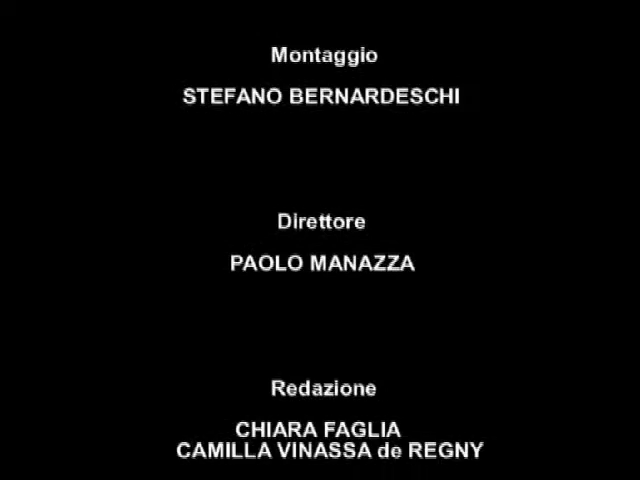 Montaggio
STEFANO BERNARDESCHI
Direttore
PAOLO MANAZZA
Redazione
CHIARA FAGLIA
CAMILLA VINASSA de REGNY